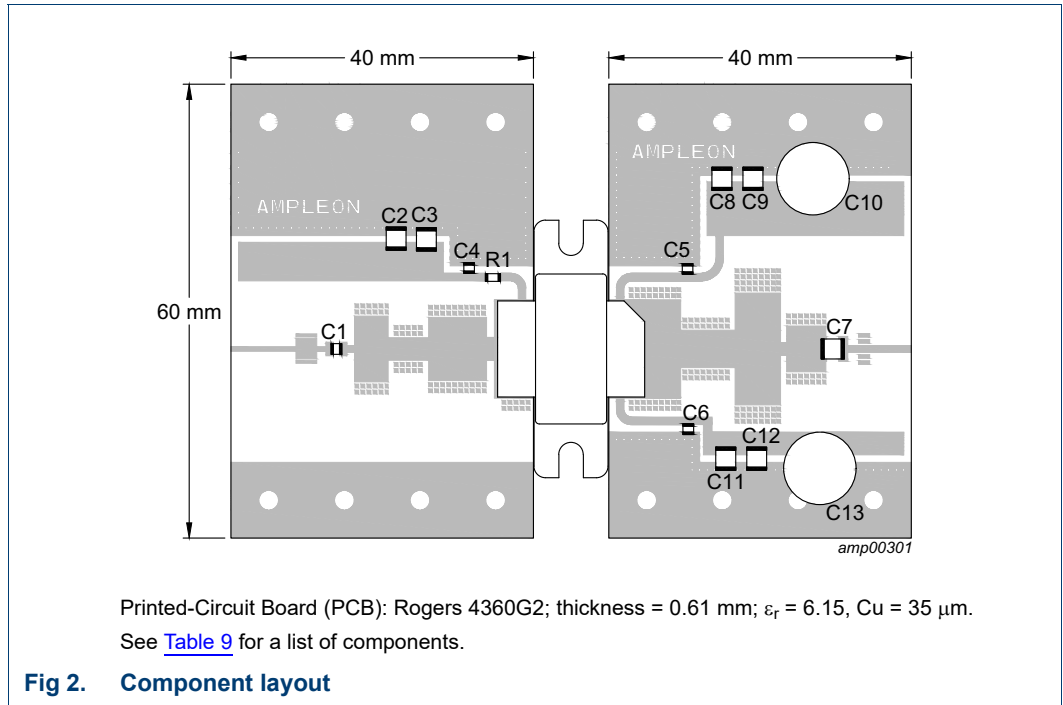 40 mm
40 mm
60 mm
AMPLEON
AMPLEON
C2
C3
C4
R1
C1
C5
C8
C9
C10
C7
C6
C12
C11
C13
amp00301
Printed-Circuit Board (PCB): Rogers 4360G2; thickness = 0.61 mm; εr = 6.15, Cu = 35 μm.
See Table 9 for a list of components.
Fig 2. Component layout